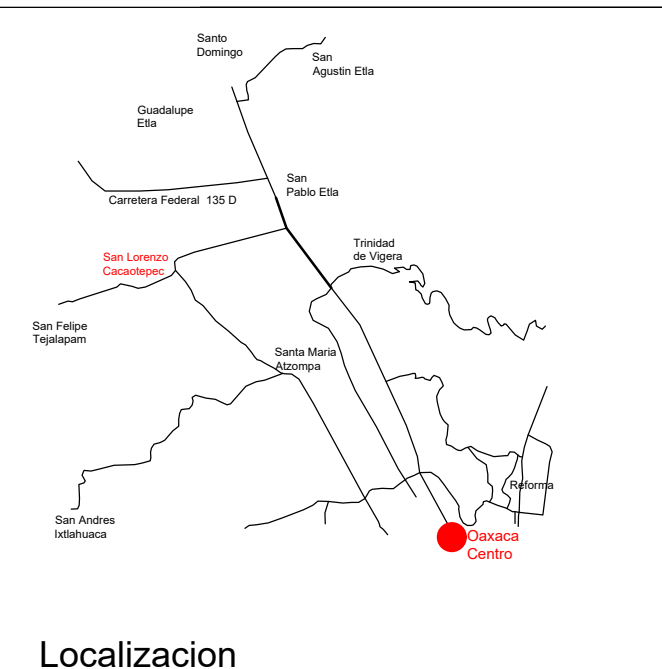 Santo
Domingo
San
Agustin Etla
Guadalupe
Etla
San
Pablo Etla
Carretera Federal 135 D
Trinidad
de Vigera
San Lorenzo
Cacaotepec
San Felipe
Tejalapam
Santa Maria
Atzompa
Reforma
San Andres
Ixtlahuaca
Oaxaca
Centro
Localizacion